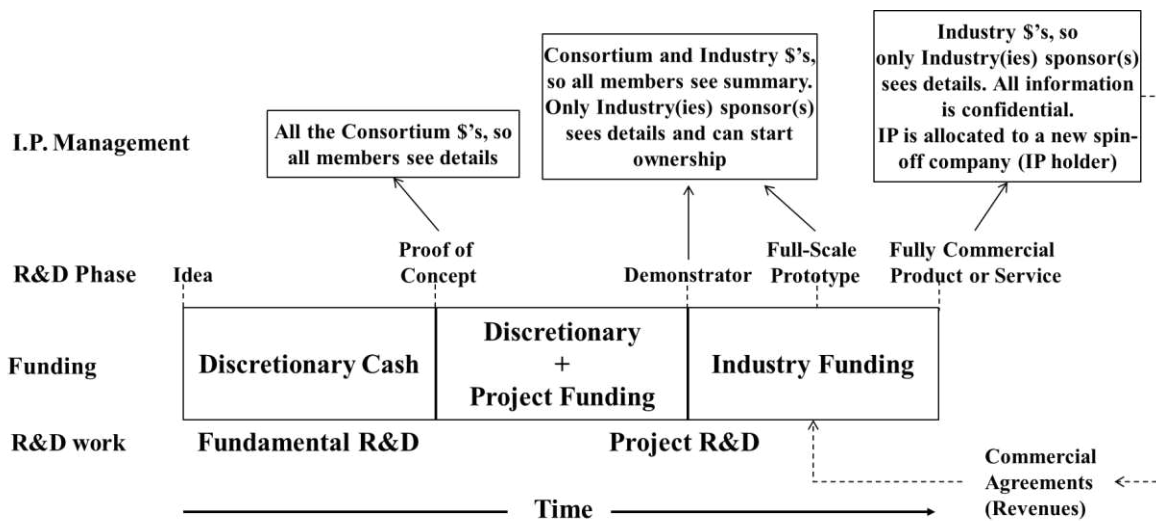 Industry $'s, so
only Industry(ies) sponsor(s)
sees details. All information
is confidential.
IP is allocated to a new spin-
off company (IP holder)
Consortium and Industry $'s,
so all members see summary.
Only Industry(ies) sponsor(s)
sees details and can start
ownership
I.P. Management
All the Consortium $'s, so
all members see details
R&D Phase
Idea
Proof of
Concept
Demonstrator
Full-Scale
Prototype
Fully Commercial
Product or Service
Funding
Discretionary Cash
Discretionary
+
Project Funding
Industry Funding
R&D work
Fundamental R&D
Project R&D
Commercial
Agreements
(Revenues)
Time